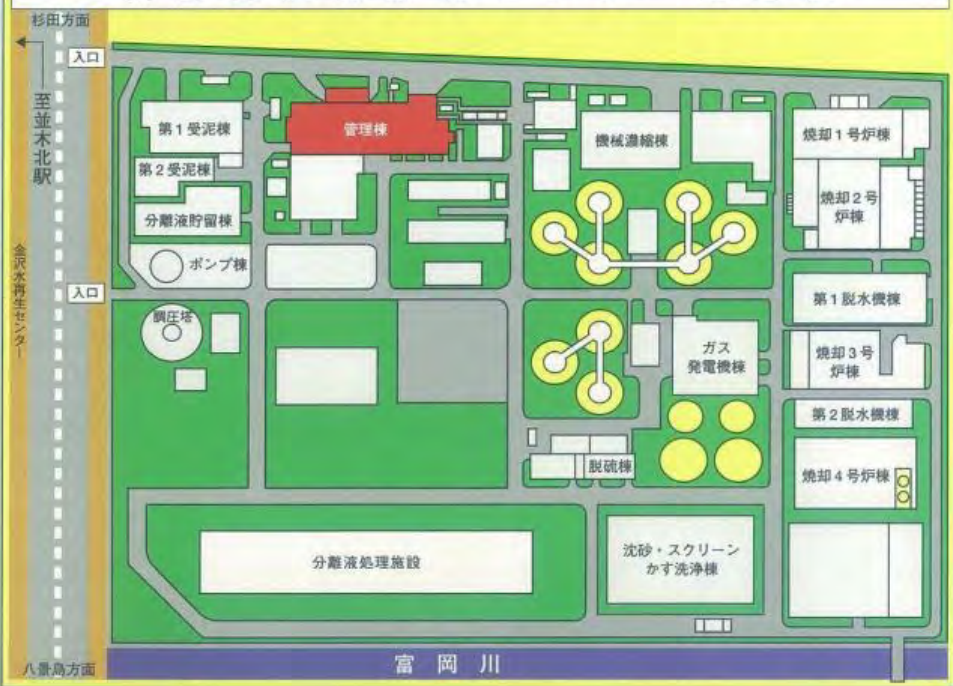 杉田方面
入口
至並木北駅
第1受泥棟
管理棟
機械濃縮棟
焼却1号炉棟
第2受泥棟
焼却2号
炉棟
分離液貯留棟
ポンプ棟
金沢水再生センター
入口
第1脱水機棟
調圧塔
ガス
発電機棟
焼却3号
炉棟
第2脱水機棟
脱硫棟
焼却4号炉棟
分離液処理施設
沈砂・スクリーン
かす洗浄棟
八景島方面
富岡川